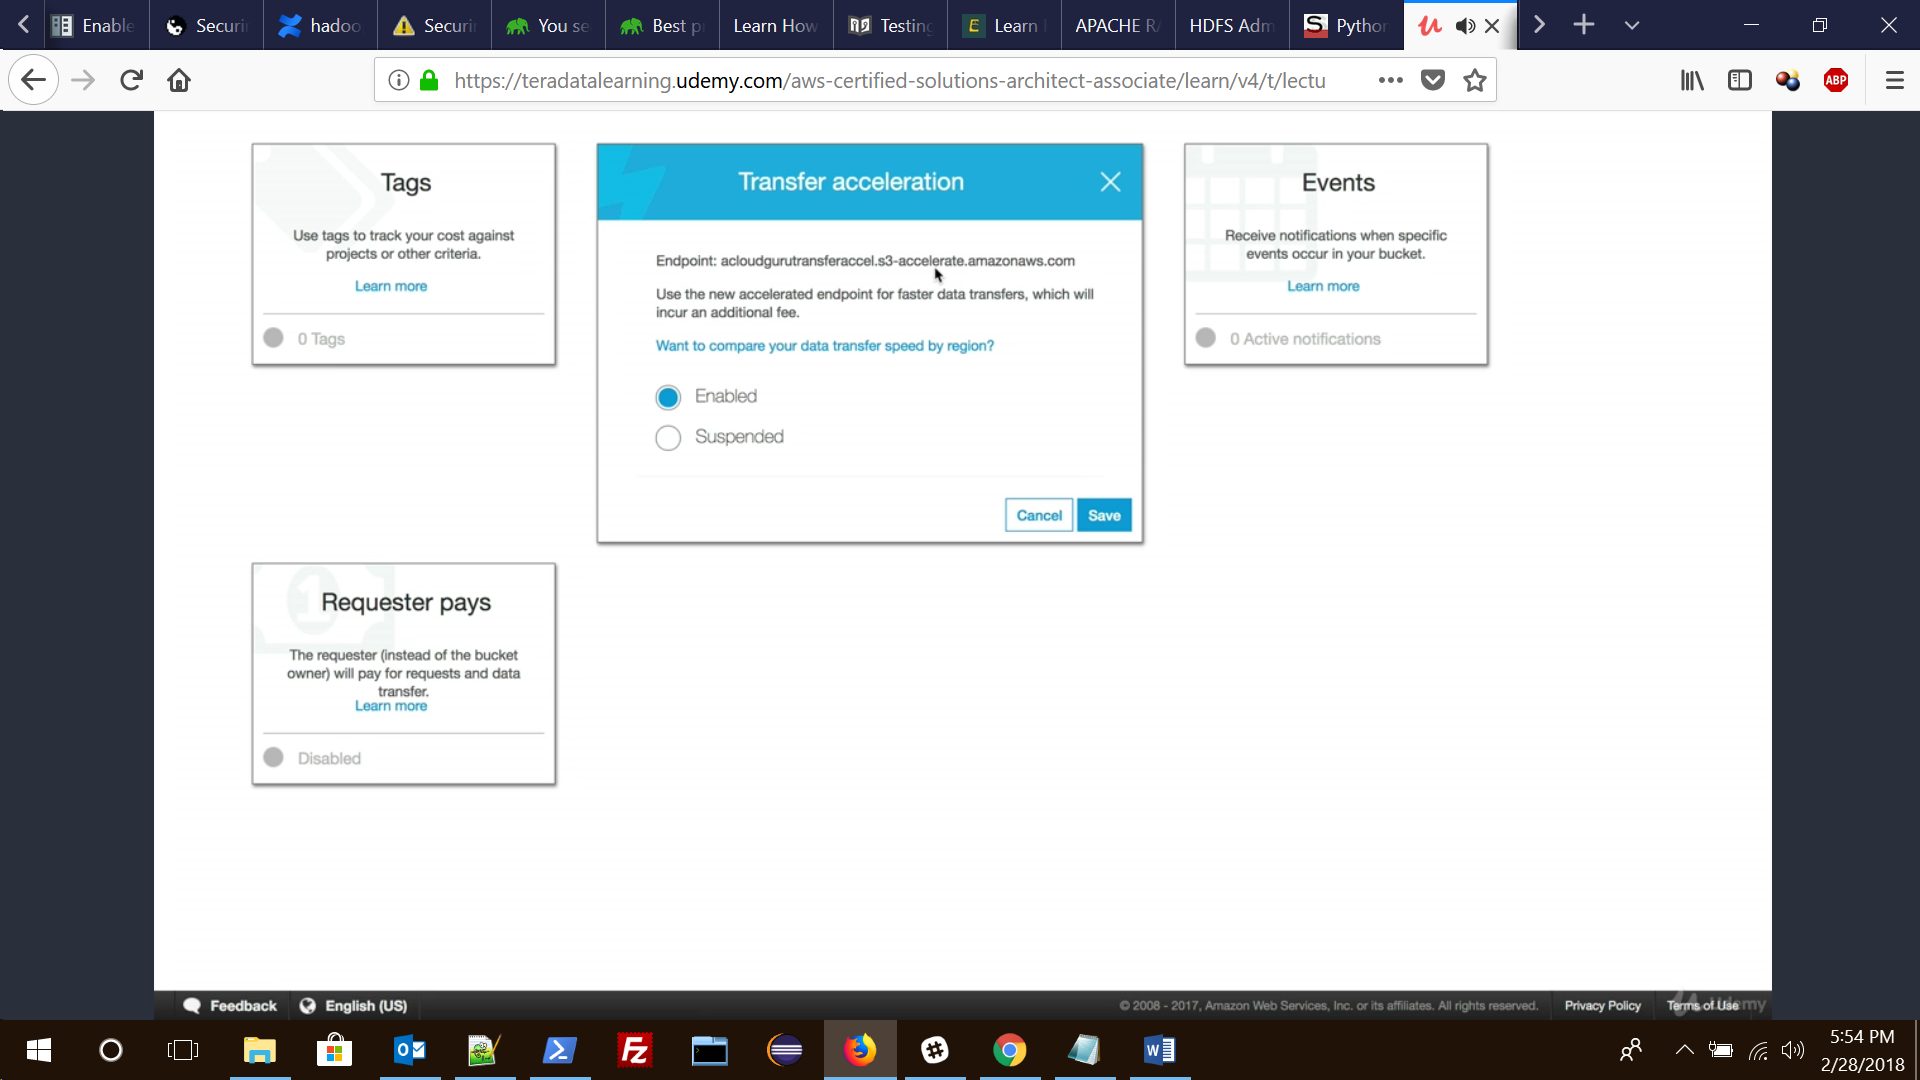 Enable
Securi
hadoo
Securi
You se
Best p
Learn How
Testing
E
Learn
APACHE RA
HDFS Adm
S
Pytho
https://teradatalearning.udemy.com/aws-certified-solutions-architect-associate/learn/v4/t/lectu
ABP
Tags
Use tags to track your cost against
projects or other criteria.
Learn more
0 Tags
Transfer acceleration
Endpoint: acloudgurutransferaccel.s3-accelerate.amazonaws.com
Use the new accelerated endpoint for faster data transfers, which will
incur an additional fee.
Want to compare your data transfer speed by region?
Enabled
Suspended
Cancel
Save
Events
Receive notifications when specific
events occur in your bucket.
Learn more
0 Active notifications
Requester pays
The requester (instead of the bucket
owner) will pay for requests and data
transfer.
Learn more
Disabled
Feedback
English (US)
© 2008 - 2017, Amazon Web Services, Inc. or its affiliates. All rights reserved.
Privacy Policy
Terms of Use
Udemy
5:54 PM
2/28/2018